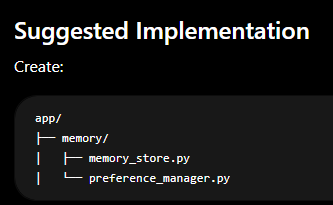 Suggested Implementation
Create:
app/
├── memory/
│   ├── memory_store.py
│   └── preference_manager.py